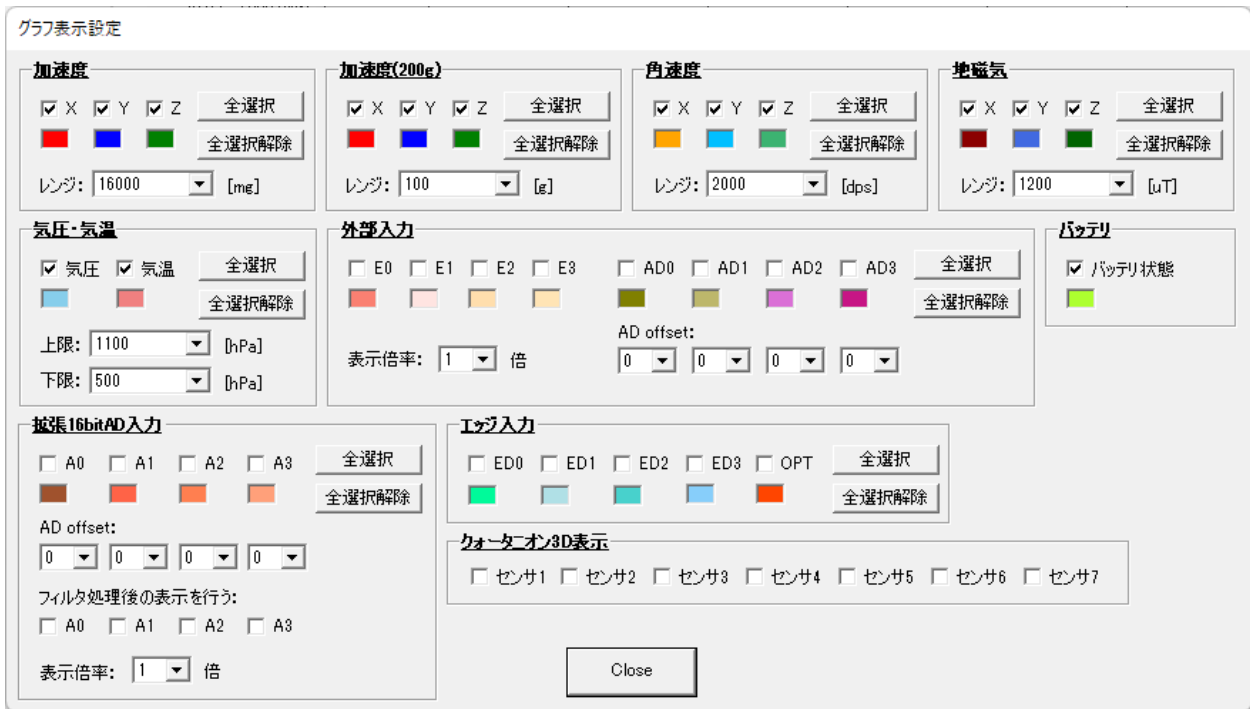 グラフ表示設定
加速度
X Y Z 全選択
全選択解除
レンジ: 16000 [mg]
加速度(200g)
X Y Z 全選択
全選択解除
レンジ: 100 [g]
角速度
X Y Z 全選択
全選択解除
レンジ: 2000 [dps]
地磁気
X Y Z 全選択
全選択解除
レンジ: 1200 [uT]
気圧・気温
気圧 気温 全選択
全選択解除
上限: 1100 [hPa]
下限: 500 [hPa]
外部入力
E0 E1 E2 E3 AD0 AD1 AD2 AD3 全選択
全選択解除
AD offset:
表示倍率: 1 倍 0 0 0 0
バッテリ
バッテリ状態
拡張16bitAD入力
A0 A1 A2 A3 全選択
全選択解除
AD offset:
0 0 0 0
フィルタ処理後の表示を行う:
A0 A1 A2 A3
表示倍率: 1 倍
エッジ入力
ED0 ED1 ED2 ED3 OPT 全選択
全選択解除
クォータニオン3D表示
センサ1 センサ2 センサ3 センサ4 センサ5 センサ6 センサ7
Close